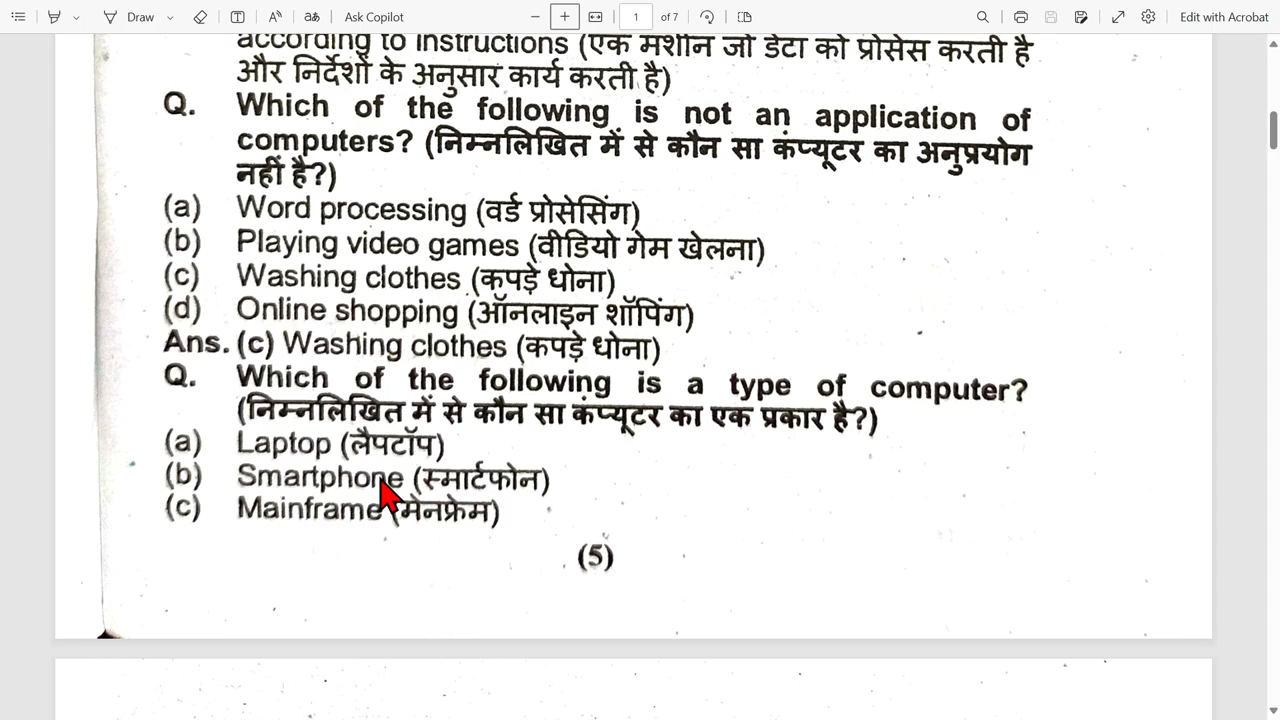 Draw
Ask Copilot
1
of 7
Edit with Acrobat
according to instructions (एक मशीन जो डेटा को प्रोसेस करती है
और निर्देशों के अनुसार कार्य करती है)
Q. Which of the following is not an application of
computers? (निम्नलिखित में से कौन सा कंप्यूटर का अनुप्रयोग
नहीं है?)
(a) Word processing (वर्ड प्रोसेसिंग)
(b) Playing video games (वीडियो गेम खेलना)
(c) Washing clothes (कपड़े धोना)
(d) Online shopping (ऑनलाइन शॉपिंग)
Ans. (c) Washing clothes (कपड़े धोना)
Q. Which of the following is a type of computer?
(निम्नलिखित में से कौन सा कंप्यूटर का एक प्रकार है?)
(a) Laptop (लैपटॉप)
(b) Smartphone (स्मार्टफोन)
(c) Mainframe (मेनफ्रेम)
(5)